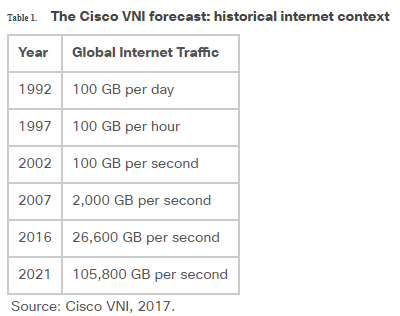 Table 1. The Cisco VNI forecast: historical internet context
Year Global Internet Traffic
1992 100 GB per day
1997 100 GB per hour
2002 100 GB per second
2007 2,000 GB per second
2016 26,600 GB per second
2021 105,800 GB per second
Source: Cisco VNI, 2017.